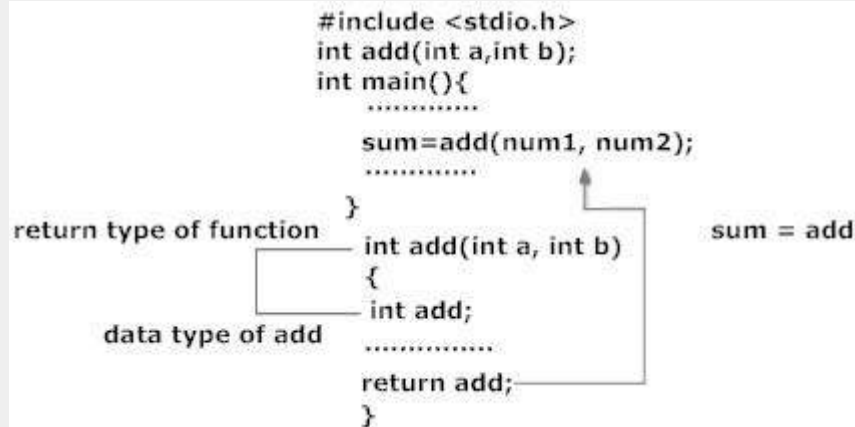 #include <stdio.h>
int add(int a,int b);
int main(){
.............
sum=add(num1, num2);
.............
}
return type of function
sum = add
int add(int a, int b)
{
int add;
data type of add
...............
return add;
}